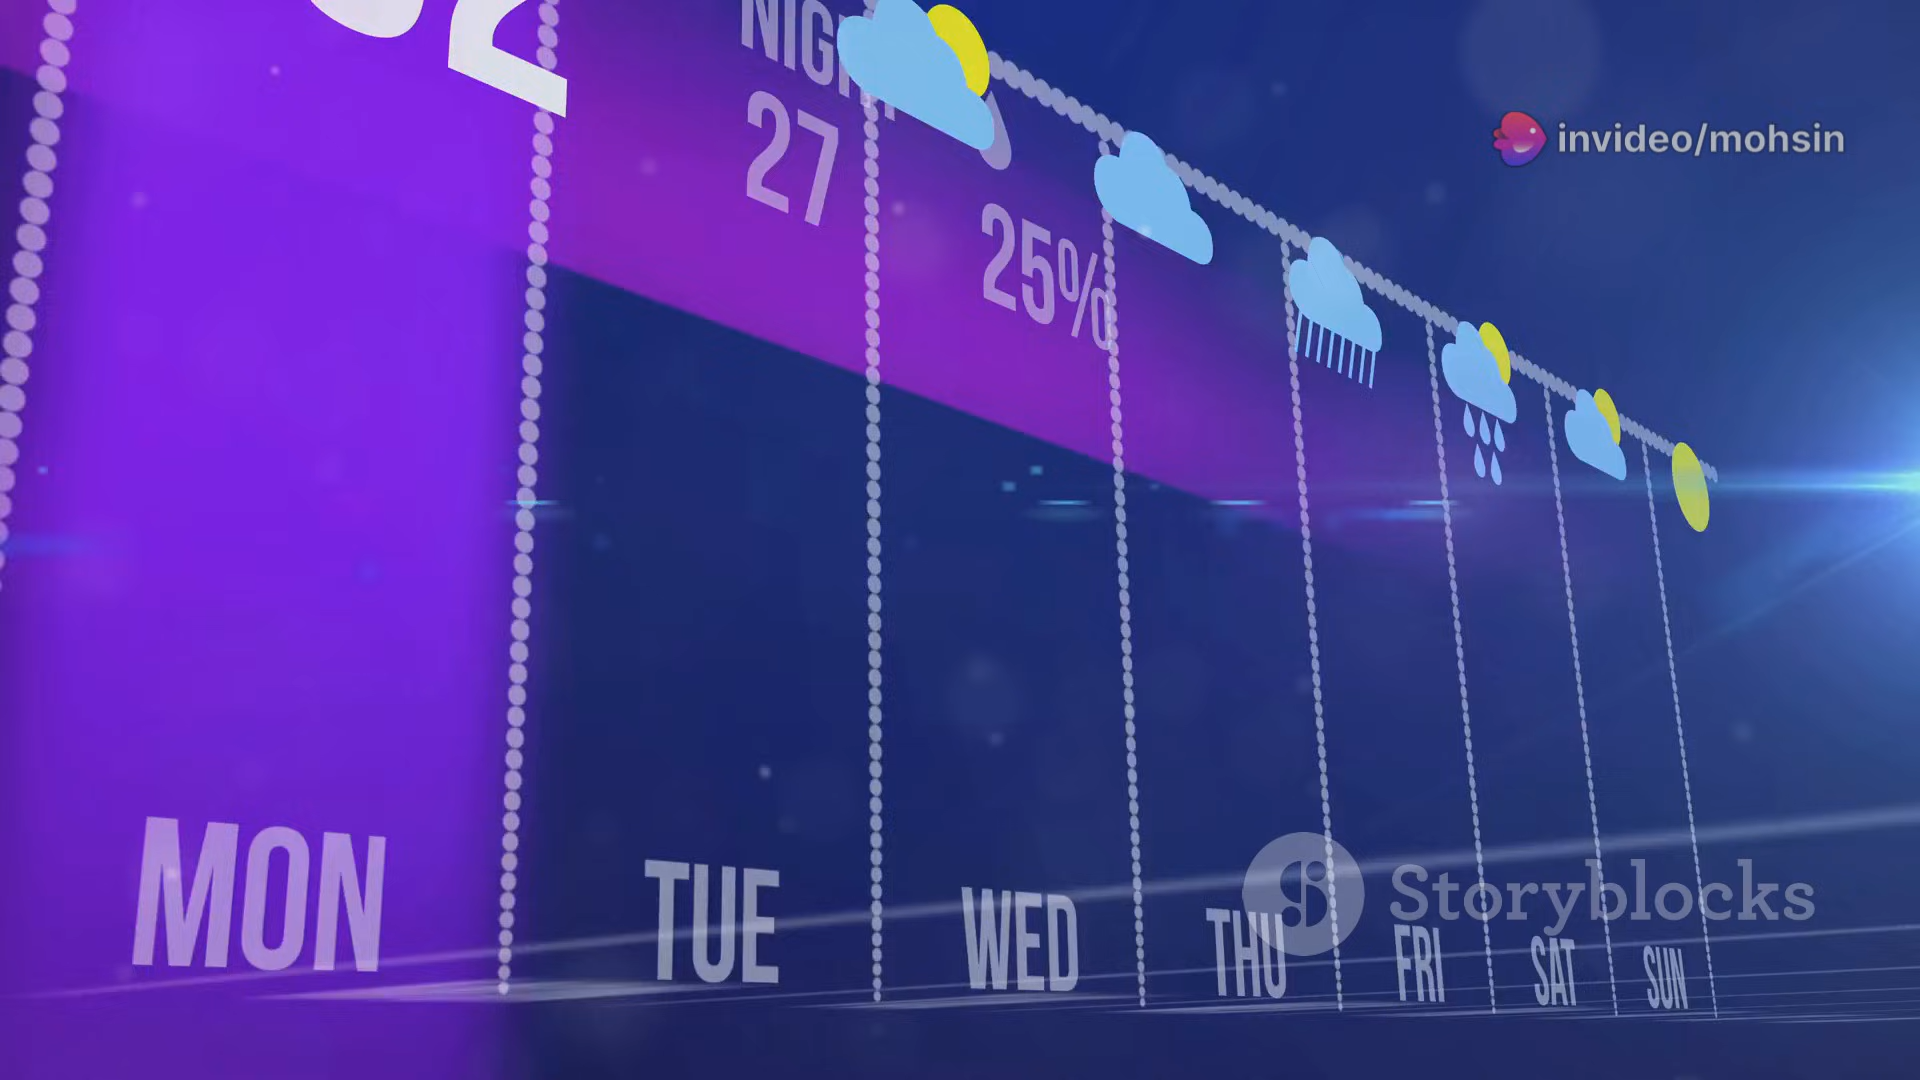 27
25%
invideo/mohsin
MON
TUE
WED
THU
FRI
SAT
SUN
Storyblocks